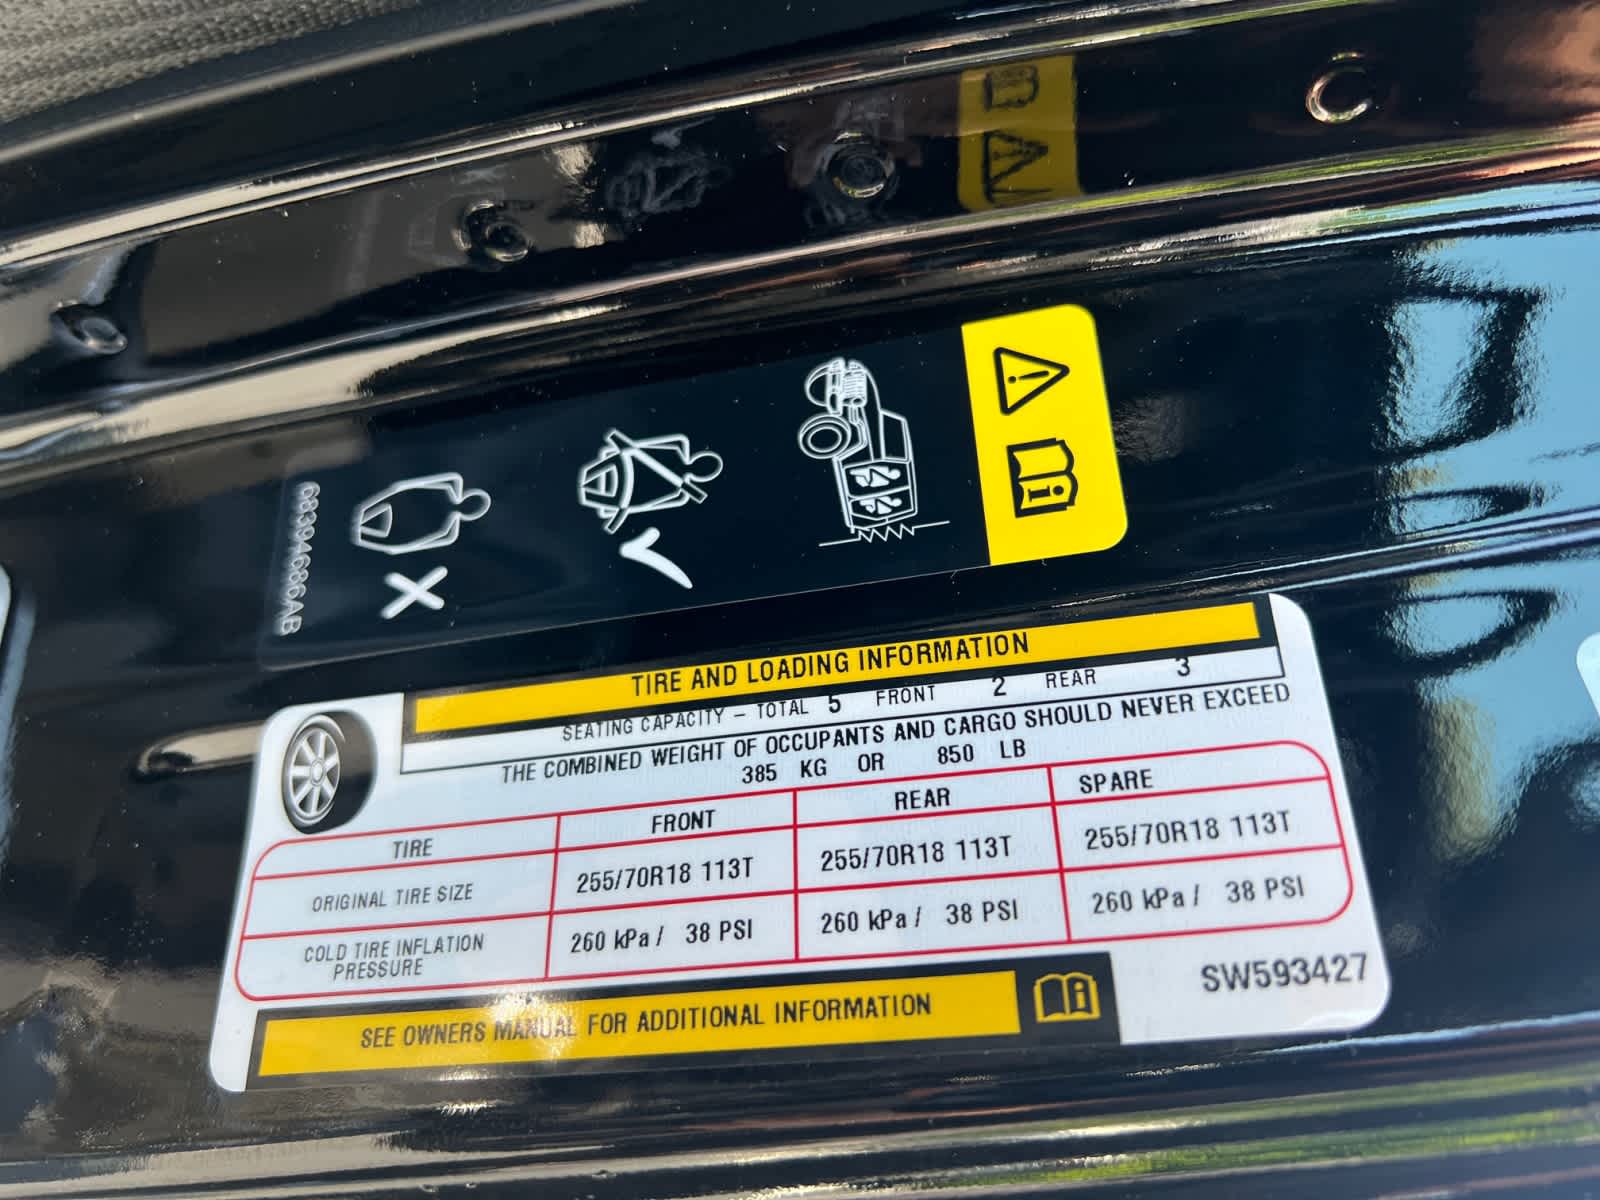 68394686AB
TIRE AND LOADING INFORMATION
SEATING CAPACITY – TOTAL 5 FRONT 2 REAR 3
THE COMBINED WEIGHT OF OCCUPANTS AND CARGO SHOULD NEVER EXCEED
385 KG OR 850 LB
TIRE FRONT REAR SPARE
ORIGINAL TIRE SIZE 255/70R18 113T 255/70R18 113T 255/70R18 113T
COLD TIRE INFLATION
PRESSURE 260 kPa / 38 PSI 260 kPa / 38 PSI 260 kPa / 38 PSI
SEE OWNERS MANUAL FOR ADDITIONAL INFORMATION
SW593427